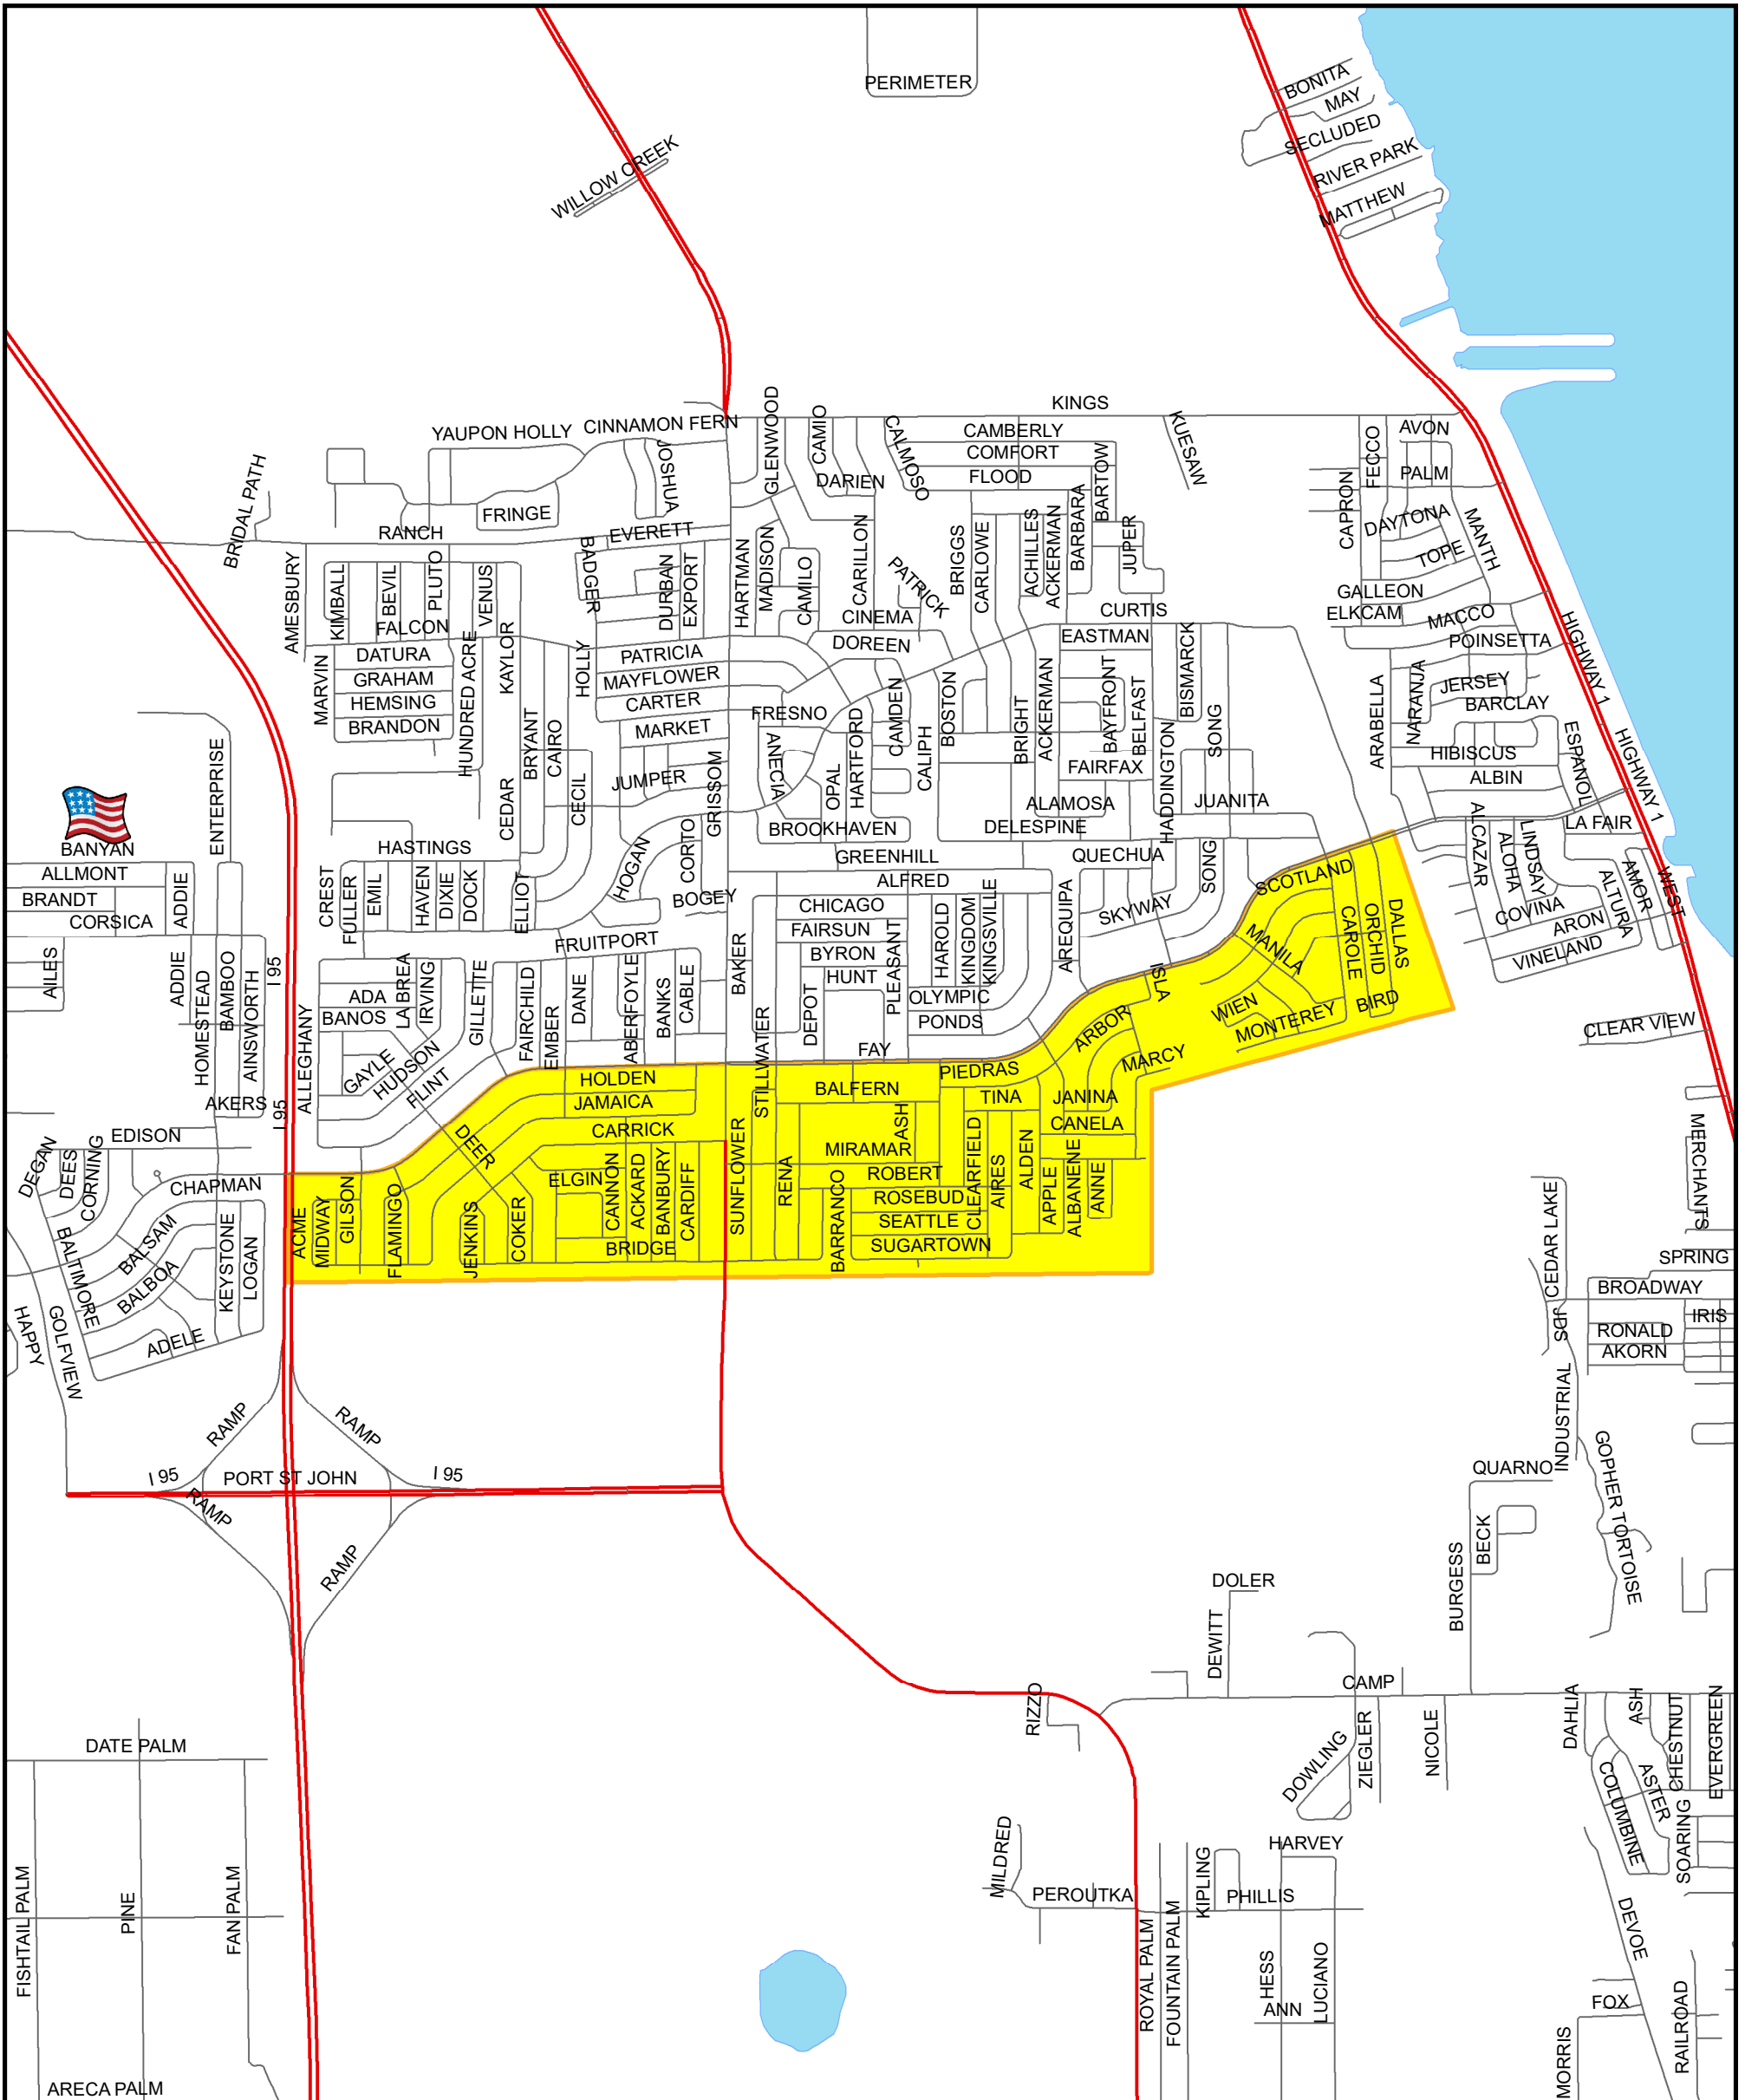 PERIMETER
BONITA
MAY
SECLUDED
RIVER PARK
MATTHEW
WILLOW CREEK
KINGS
GLENWOOD
CAMIO
CALMOSO
CAMBERLY
COMFORT
FLOOD
BARTOW
KUESAW
FECCO
AVON
PALM
CAPRON
DAYTONA
TOPE
MANTH
YAUPON HOLLY
CINNAMON FERN
JOSHUA
DARIEN
BRIDAL PATH
FRINGE
RANCH
EVERETT
BADGER
DURBAN
EXPORT
HARTMAN
MADISON
CAMILO
CARILLON
PATRICK
BRIGGS
CARLOWE
ACHILLES
ACKERMAN
BARBARA
JUPER
GALLEON
ELKCAM
MACCO
POINSETTA
HIGHWAY 1
AMESBURY
KIMBALL
BEVIL
PLUTO
VENUS
FALCON
CINEMA
CURTIS
DATURA
GRAHAM
HEMSING
BRANDON
MARVIN
HUNDRED ACRE
KAYLOR
HOLLY
PATRICIA
MAYFLOWER
CARTER
MARKET
DOREEN
EASTMAN
BISMARCK
SONG
ARABELLA
NARANJA
JERSEY
BARCLAY
HIBISCUS
ALBIN
ESPANOL
HIGHWAY 1
FRESNO
ANECIA
HARTFORD
OPAL
CAMDEN
CALIPH
BOSTON
BRIGHT
ACKERMAN
BAYFRONT
BELFAST
HADDINGTON
FAIRFAX
ALAMOSA
JUANITA
ENTERPRISE
BRYANT
CAIRO
CEDAR
CECIL
JUMPER
GRISSOM
BROOKHAVEN
DELESPINE
LA FAIR
BANYAN
ALLMONT
BRANDT
CORSICA
ADDIE
HASTINGS
CREST
FULLER
EMIL
HAVEN
DIXIE
DOCK
ELLIOT
HOGAN
CORTO
BOGEY
GREENHILL
ALFRED
QUECHUA
SONG
SKYWAY
AREQUIPA
SCOTLAND
ALCAZAR
ALOHA
LINDSAY
COVINA
ARON
VINELAND
ALTURA
AMOR
WEST
CHICAGO
FAIRSUN
BYRON
HUNT
DEPOT
PLEASANT
HAROLD
KINGDOM
KINGSVILLE
OLYMPIC
PONDS
FAY
MANILA
CAROLE
ORCHID
DALLAS
BIRD
WIEN
MONTEREY
ISLA
ARBOR
MARCY
CLEAR VIEW
AILES
ADDIE
HOMESTEAD
BAMBOO
AINSWORTH
I 95
ALLEGHANY
ADA
BANOS
LABREA
IRVING
GILLETTE
FAIRCHILD
EMBER
FRUITPORT
DANE
ABERFOYLE
BANKS
CABLE
BAKER
STILLWATER
GAYLE
HUDSON
FLINT
AKERS
I 95
HOLDEN
JAMAICA
CARRICK
DEER
BALFERN
PIEDRAS
TINA
JANINA
CANELA
ASH
MIRAMAR
ROBERT
ROSEBUD
SEATTLE
SUGARTOWN
CLEARFIELD
AIRES
ALDEN
APPLE
ALBANENE
ANNE
DEGAN
DEES
CORNING
EDISON
CHAPMAN
BALTIMORE
BALSAM
BALBOA
ADELE
KEYSTONE
LOGAN
HAPPY
GOLFVIEW
ACME
MIDWAY
GILSON
FLAMINGO
JENKINS
COKER
ELGIN
CANNON
ACKARD
BANBURY
CARDIFF
BRIDGE
SUNFLOWER
RENA
BARRANCO
MERCHANTS
CEDAR LAKE
SPRING
BROADWAY
IRIS
RONALD
AKORN
JDS
INDUSTRIAL
GOPHER TORTOISE
RAMP
RAMP
I 95
PORT ST JOHN
I 95
RAMP
RAMP
QUARNO
BECK
BURGESS
DOLER
DEWITT
CAMP
RIZZO
DOWLING
ZIEGLER
NICOLE
DAHLIA
ASH
CHESTNUT
EVERGREEN
COLUMBINE
ASTER
SOARING
DATE PALM
FISHTAIL PALM
PINE
FAN PALM
ARECA PALM
MILDRED
PEROUTKA
ROYAL PALM
FOUNTAIN PALM
KIPLING
PHILLIS
HARVEY
HESS
ANN
LUCIANO
DEVOE
FOX
MORRIS
RAILROAD